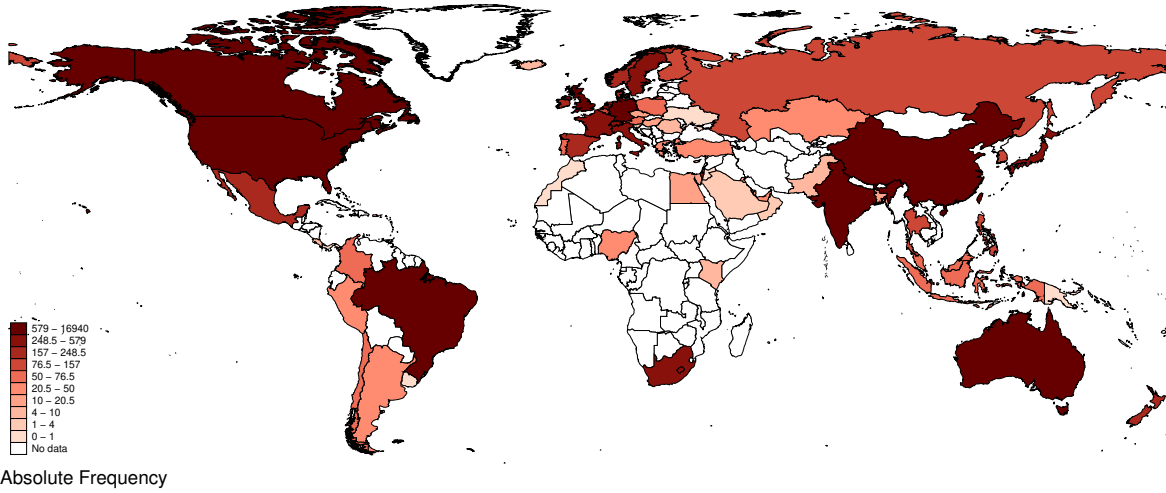 579 − 16940
248.5 − 579
157 − 248.5
76.5 − 157
50 − 76.5
20.5 − 50
10 − 20.5
4 − 10
1 − 4
0 − 1
No data
Absolute Frequency